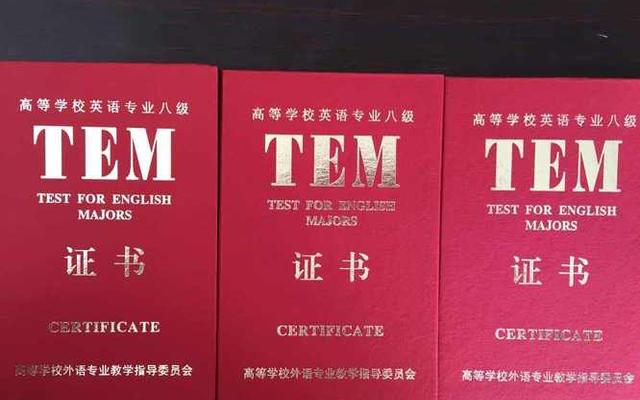 高等学校英语专业八级
TEM
TEST FOR ENGLISH
MAJORS
证书
CERTIFICATE
高等学校外语专业教学指导委员会
高等学校英语专业八级
TEM
TEST FOR ENGLISH
MAJORS
证书
CERTIFICATE
高等学校外语专业教学指导委员会
高等学校英语专业八级
TEM
TEST FOR ENGLISH
MAJORS
证书
CERTIFICATE
高等学校外语专业教学指导委员会